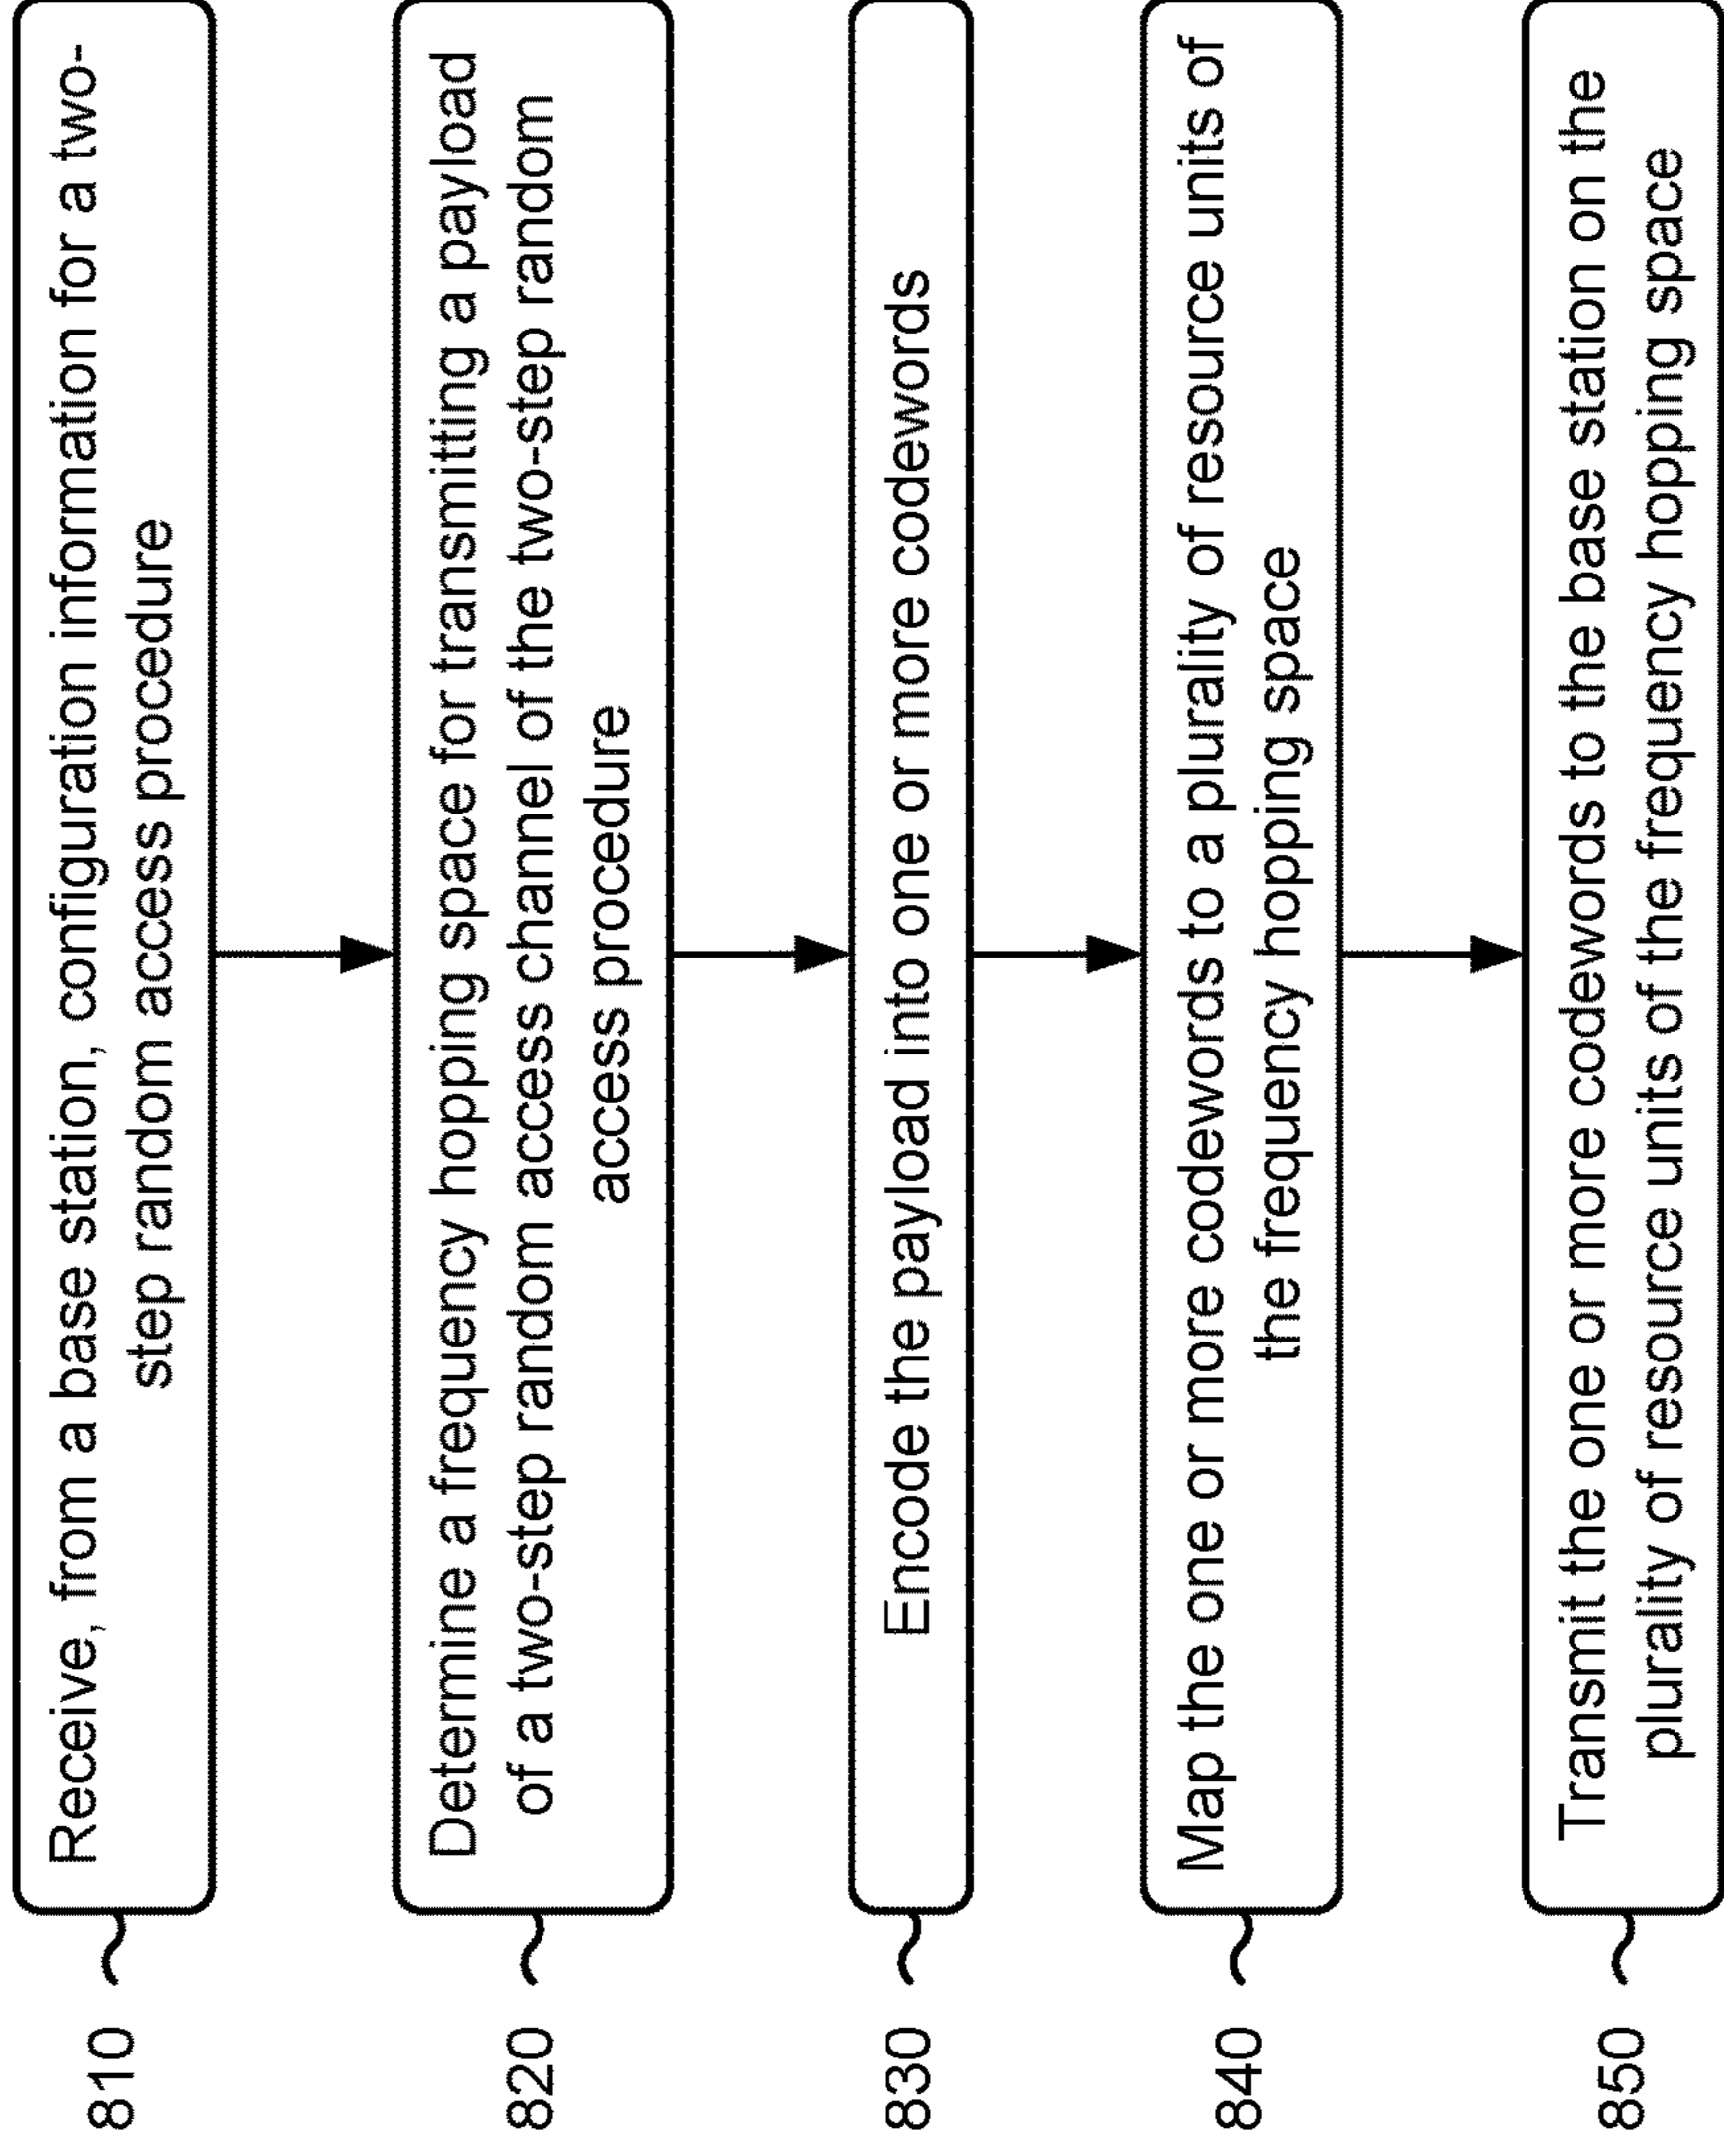 810
Receive, from a base station, configuration information for a two-
step random access procedure
820
Determine a frequency hopping space for transmitting a payload
of a two-step random access channel of the two-step random
access procedure
830
Encode the payload into one or more codewords
840
Map the one or more codewords to a plurality of resource units of
the frequency hopping space
850
Transmit the one or more codewords to the base station on the
plurality of resource units of the frequency hopping space